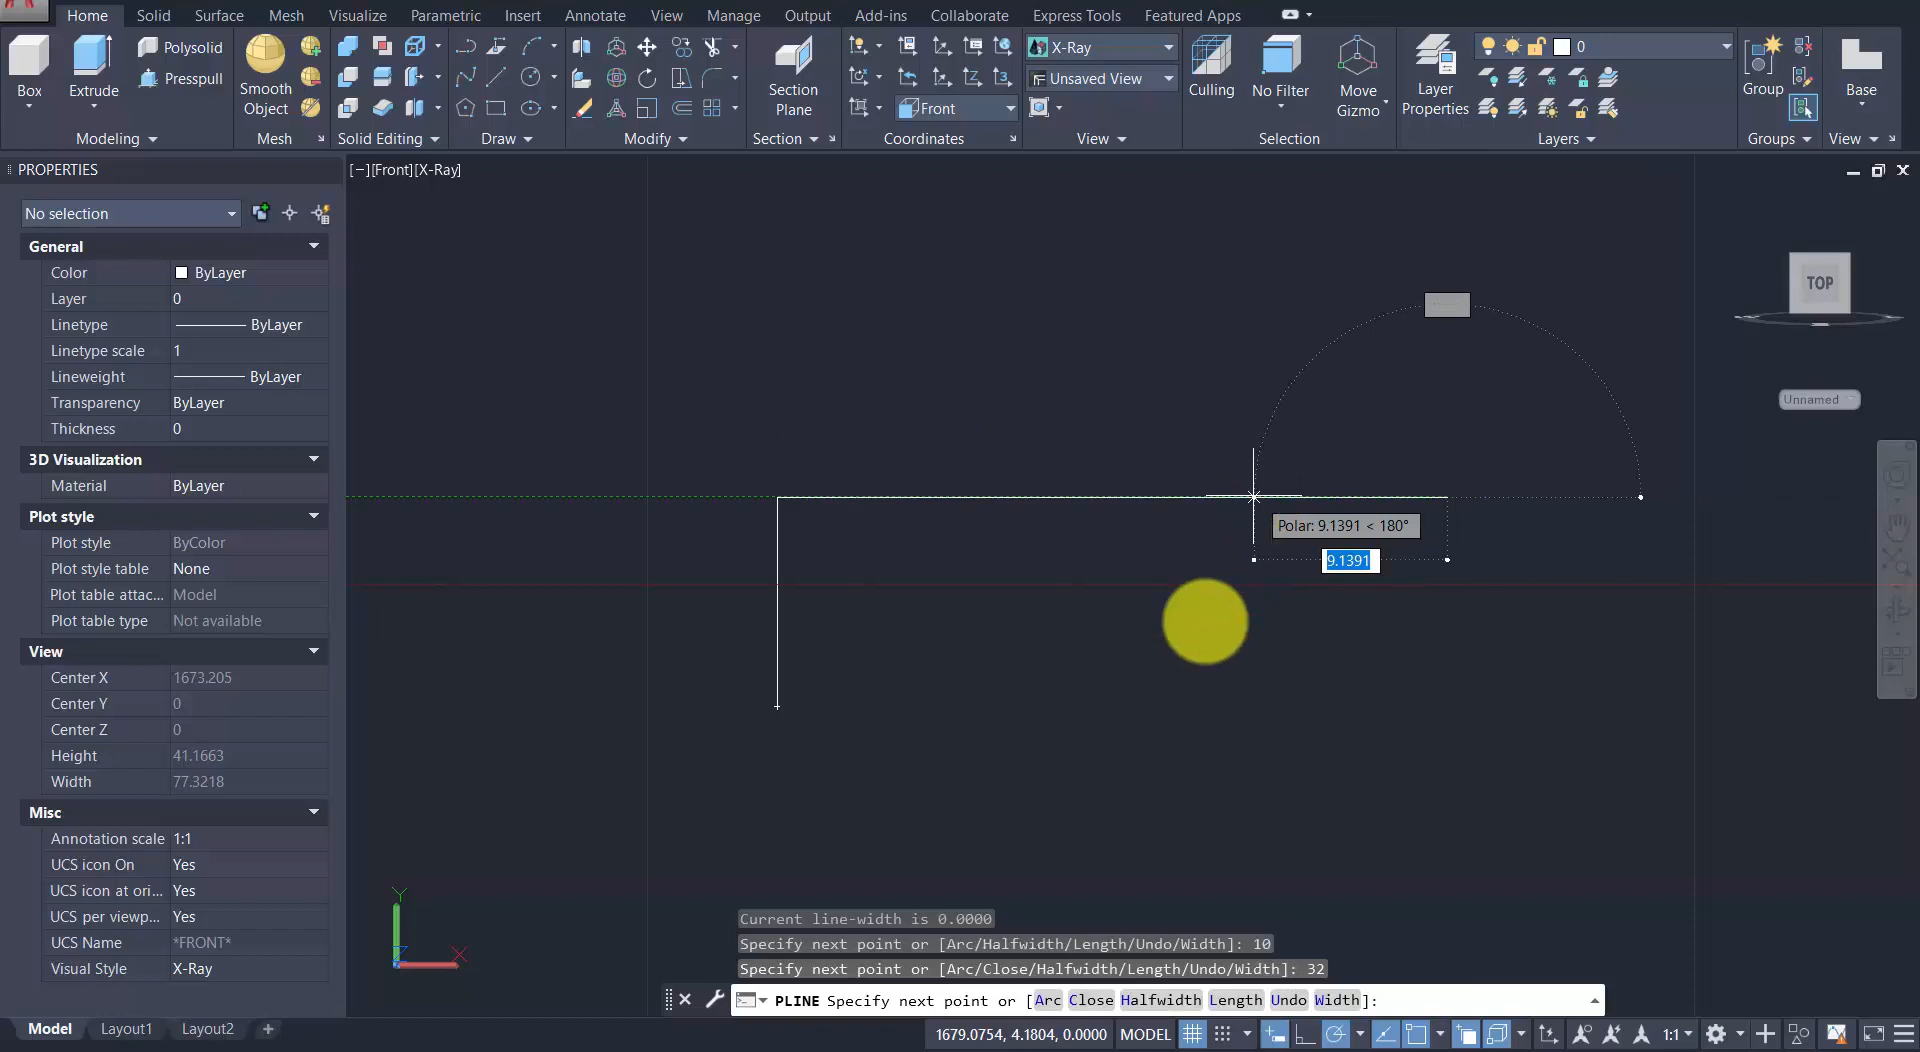 Home Solid Surface Mesh Visualize Parametric Insert Annotate View Manage Output Add-ins Collaborate Express Tools Featured Apps
Box
Extrude
Polysolid
Presspull
Smooth
Object
Section
Plane
X-Ray
Unsaved View
Front
Culling
No Filter
Move
Gizmo
Layer
Properties
0
Group
Base
Modeling Mesh Solid Editing Draw Modify Section Coordinates View Selection Layers Groups View
PROPERTIES
No selection
General
Color ByLayer
Layer 0
Linetype ByLayer
Linetype scale 1
Lineweight ByLayer
Transparency ByLayer
Thickness 0
3D Visualization
Material ByLayer
Plot style
Plot style ByColor
Plot style table None
Plot table attac... Model
Plot table type Not available
View
Center X 1673.205
Center Y 0
Center Z 0
Height 41.1663
Width 77.3218
Misc
Annotation scale 1:1
UCS icon On Yes
UCS icon at ori... Yes
UCS per viewp... Yes
UCS Name *FRONT*
Visual Style X-Ray
[−][Front][X-Ray]
TOP
Unnamed
Polar: 9.1391 < 180°
9.1391
Y
X
Z
Current line-width is 0.0000
Specify next point or [Arc/Halfwidth/Length/Undo/Width]: 10
Specify next point or [Arc/Close/Halfwidth/Length/Undo/Width]: 32
PLINE Specify next point or [Arc Close Halfwidth Length Undo Width]:
Model Layout1 Layout2 +
1679.0754, 4.1804, 0.0000 MODEL 1:1